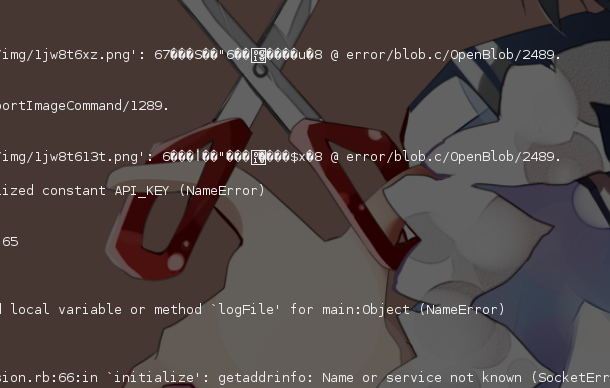 /img/1jw8t6xz.png': 67���S��"6�������u�8 @ error/blob.c/OpenBlob/2489.
portImageCommand/1289.
/img/1jw8t613t.png': 6���|��"��������$x�8 @ error/blob.c/OpenBlob/2489.
ized constant API_KEY (NameError)
65
local variable or method `logFile' for main:Object (NameError)
sion.rb:66:in `initialize': getaddrinfo: Name or service not known (SocketErr